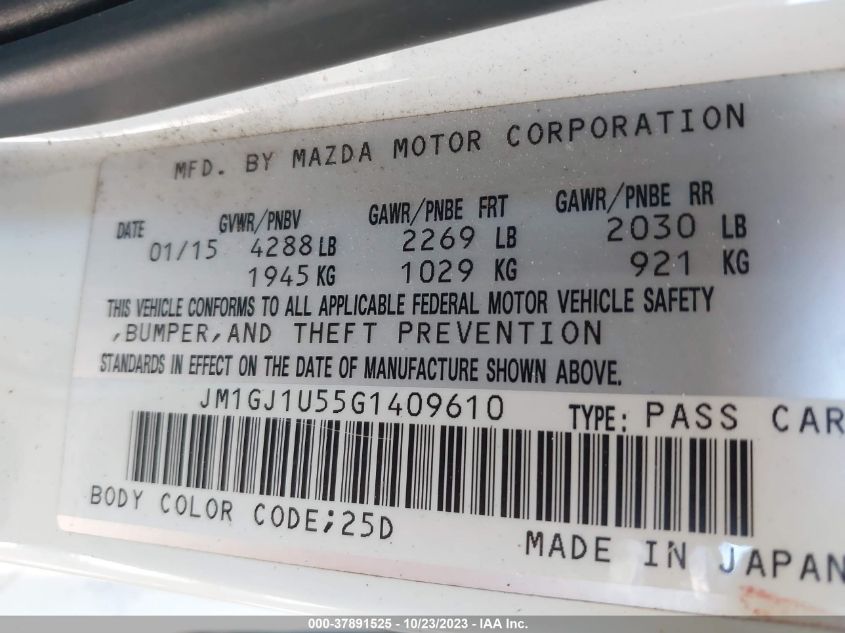 MFD. BY MAZDA MOTOR CORPORATION
DATE GVWR/PNBV GAWR/PNBE FRT GAWR/PNBE RR
01/15 4288 LB 2269 LB 2030 LB
1945 KG 1029 KG 921 KG
THIS VEHICLE CONFORMS TO ALL APPLICABLE FEDERAL MOTOR VEHICLE SAFETY
,BUMPER,AND THEFT PREVENTION
STANDARDS IN EFFECT ON THE DATE OF MANUFACTURE SHOWN ABOVE.
JM1GJ1U55G1409610 TYPE: PASS CAR
BODY COLOR CODE;25D
MADE IN JAPAN
000-37891525 - 10/23/2023 - IAA Inc.